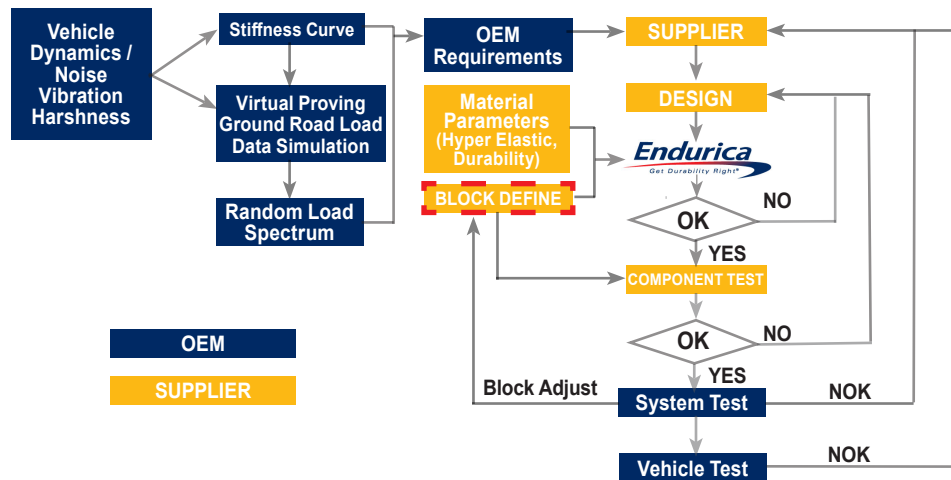 Vehicle
Dynamics /
Noise
Vibration
Harshness
Stiffness Curve
Virtual Proving
Ground Road Load
Data Simulation
Random Load
Spectrum
OEM
Requirements
SUPPLIER
DESIGN
Material
Parameters
(Hyper Elastic,
Durability)
BLOCK DEFINE
Endurica
Get Durability Right®
OK
NO
YES
COMPONENT TEST
OK
NO
YES
Block Adjust
System Test
NOK
Vehicle Test
NOK
OEM
SUPPLIER